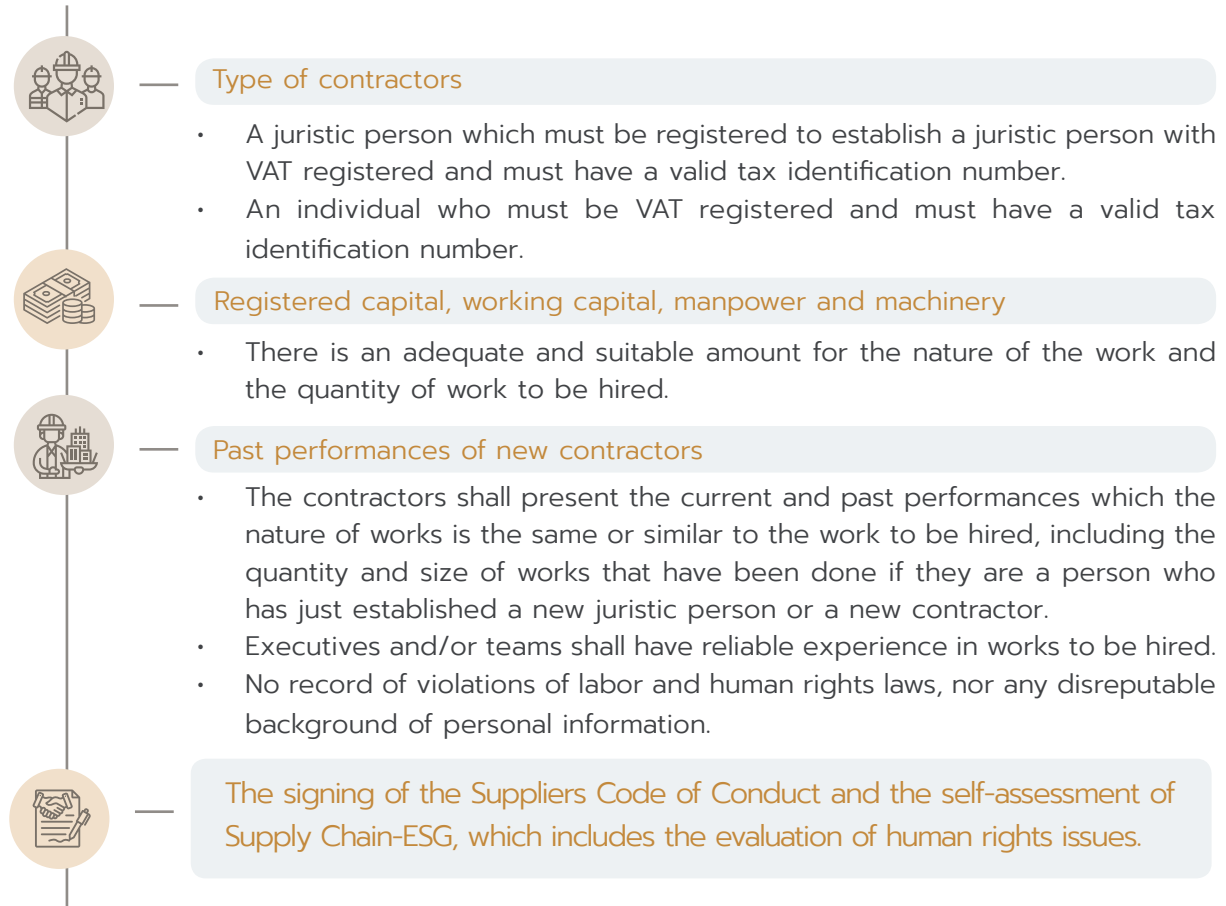 Type of contractors
• A juristic person which must be registered to establish a juristic person with
VAT registered and must have a valid tax identification number.
• An individual who must be VAT registered and must have a valid tax
identification number.
Registered capital, working capital, manpower and machinery
• There is an adequate and suitable amount for the nature of the work and
the quantity of work to be hired.
Past performances of new contractors
• The contractors shall present the current and past performances which the
nature of works is the same or similar to the work to be hired, including the
quantity and size of works that have been done if they are a person who
has just established a new juristic person or a new contractor.
• Executives and/or teams shall have reliable experience in works to be hired.
• No record of violations of labor and human rights laws, nor any disreputable
background of personal information.
The signing of the Suppliers Code of Conduct and the self-assessment of
Supply Chain-ESG, which includes the evaluation of human rights issues.